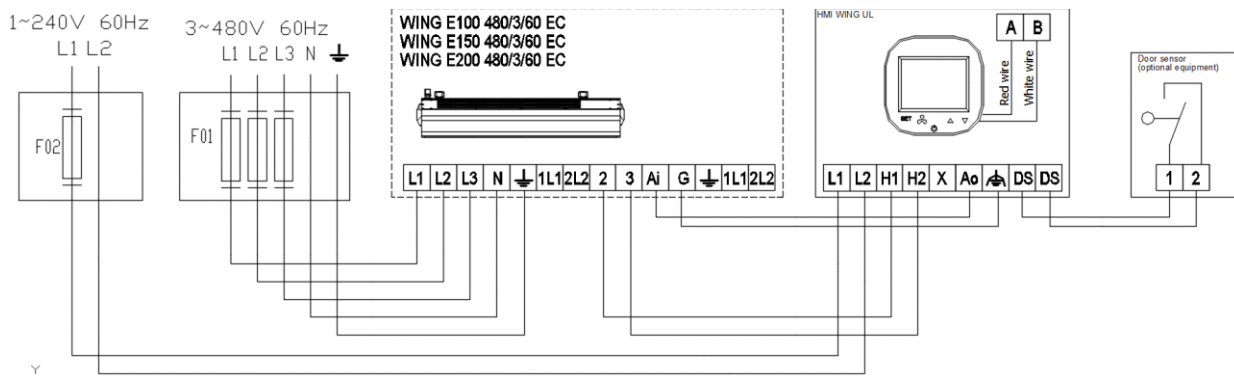 1~240V 60Hz
L1 L2
F02
3~480V 60Hz
L1 L2 L3 N ⏚
F01
WING E100 480/3/60 EC
WING E150 480/3/60 EC
WING E200 480/3/60 EC
L1 L2 L3 N ⏚ 1L1 2L2 2 3 Ai G ⏚ 1L1 2L2
HMI WING UL
A B
Red wire
White wire
SET
L1 L2 H1 H2 X Ao DS DS
Door sensor
(optional equipment)
1 2
Y